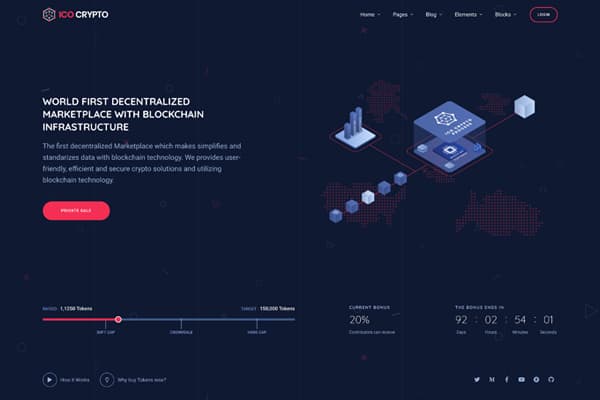 ICO CRYPTO
Home Pages Blog Elements Blocks LOGIN
WORLD FIRST DECENTRALIZED
MARKETPLACE WITH BLOCKCHAIN
INFRASTRUCTURE
The first decentralized Marketplace which makes simplifies and
standarizes data with blockchain technology. We provides user-
friendly, efficient and secure crypto solutions and utilizing
blockchain technology.
PRIVATE SALE
ICO CRYPTO
RAISED 1,1250 Tokens
TARGET 150,000 Tokens
SOFT CAP CROWDSALE HARD CAP
CURRENT BONUS
20%
Contributors can receive
THE BONUS ENDS IN
92 : 02 : 54 : 01
Days Hours Minutes Seconds
How it Works Why buy Tokens now?